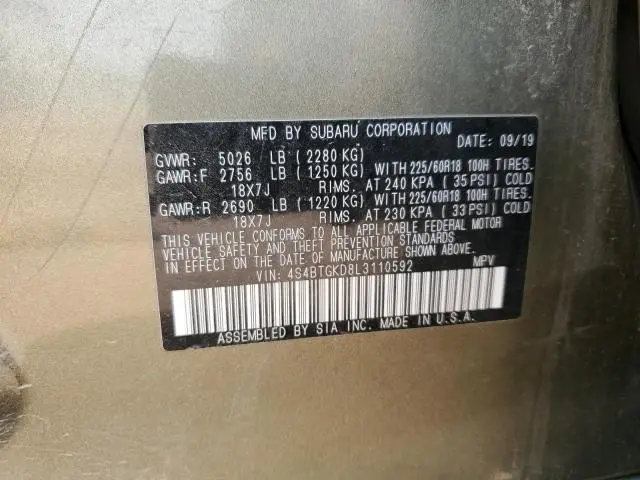 MFD BY SUBARU CORPORATION
DATE: 09/19
GVWR: 5026 LB (2280 KG)
GAWR:F 2756 LB (1250 KG) WITH 225/60R18 100H TIRES.
18X7J RIMS. AT 240 KPA (35 PSI) COLD
GAWR:R 2690 LB (1220 KG) WITH 225/60R18 100H TIRES.
18X7J RIMS. AT 230 KPA (33 PSI) COLD
THIS VEHICLE CONFORMS TO ALL APPLICABLE FEDERAL MOTOR
VEHICLE SAFETY AND THEFT PREVENTION STANDARDS
IN EFFECT ON THE DATE OF MANUFACTURE SHOWN ABOVE.
VIN: 4S4BTGKD8L3110592 MPV
ASSEMBLED BY SIA INC. MADE IN U.S.A.